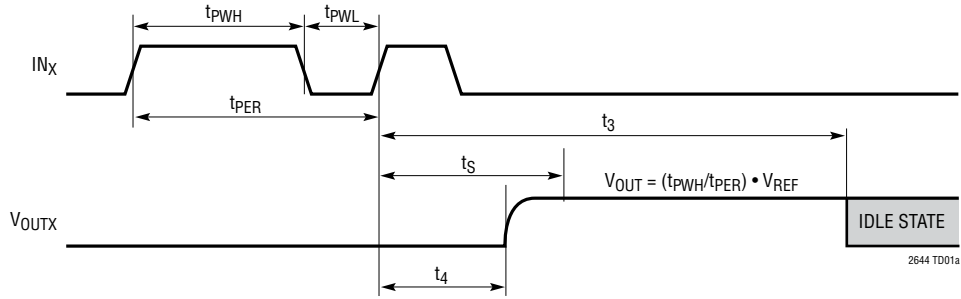 tPWH
tPWL
INX
tPER
t3
tS
VOUT = (tPWH/tPER) • VREF
VOUTX
IDLE STATE
2644 TD01a
t4